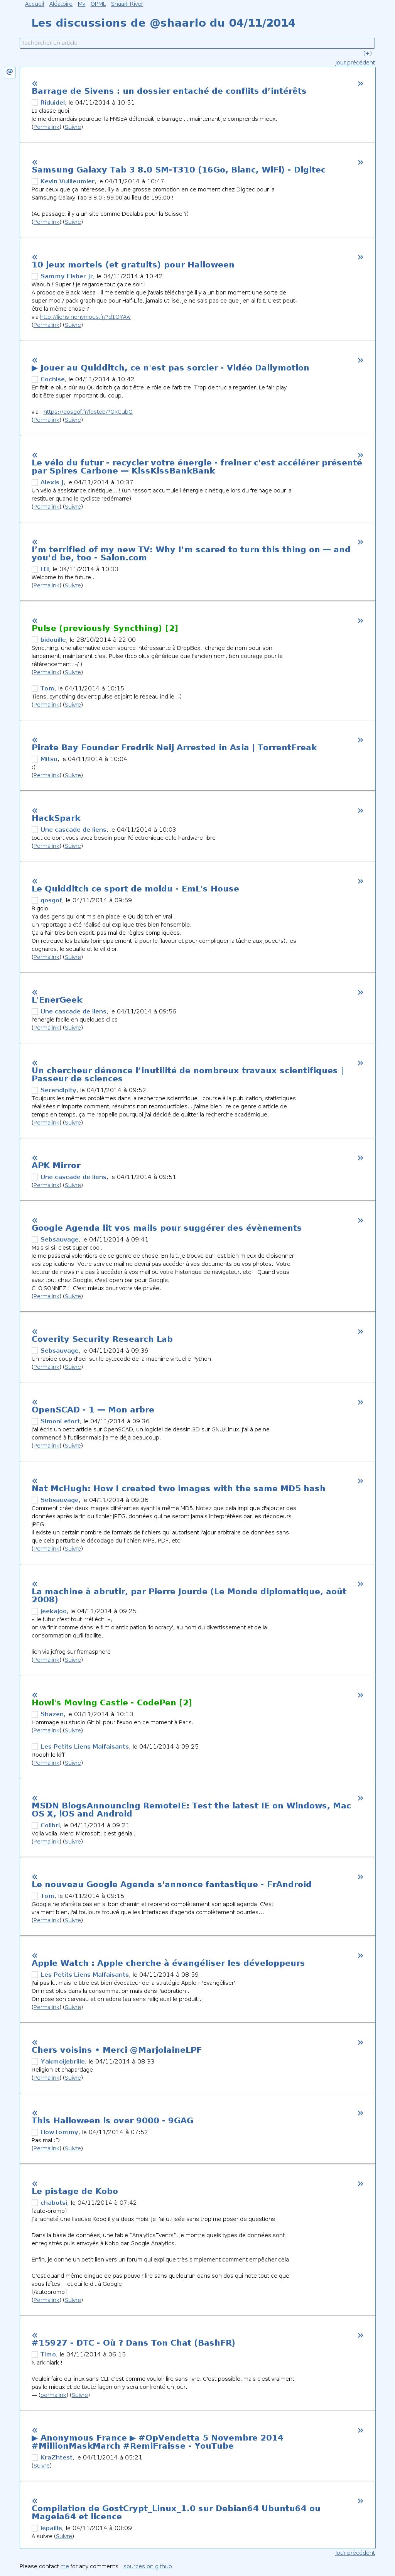 Accueil Aléatoire My OPML Shaarli River
Les discussions de @shaarlo du 04/11/2014
Rechercher un article
(+)
Jour précédent
@
« »
Barrage de Sivens : un dossier entaché de conflits d’intérêts
Riduidel, le 04/11/2014 à 10:51
La classe quoi.
Je me demandais pourquoi la FNSEA défendait le barrage ... maintenant je comprends mieux.
(Permalink) (Suivre)
« »
Samsung Galaxy Tab 3 8.0 SM-T310 (16Go, Blanc, WiFi) - Digitec
Kevin Vuilleumier, le 04/11/2014 à 10:47
Pour ceux que ça intéresse, il y a une grosse promotion en ce moment chez Digitec pour la
Samsung Galaxy Tab 3 8.0 : 99.00 au lieu de 195.00 !
(Au passage, il y a un site comme Dealabs pour la Suisse ?)
(Permalink) (Suivre)
« »
10 jeux mortels (et gratuits) pour Halloween
Sammy Fisher Jr, le 04/11/2014 à 10:42
Waouh ! Super ! Je regarde tout ça ce soir !
A propos de Black Mesa : il me semble que j'avais téléchargé il y a un bon moment une sorte de
super mod / pack graphique pour Half-Life, jamais utilisé, je ne sais pas ce que j'en ai fait. C'est peut-
être la même chose ?
via http://liens.nonymous.fr/?d1OYAw
(Permalink) (Suivre)
« »
▶ Jouer au Quidditch, ce n'est pas sorcier - Vidéo Dailymotion
Cochise, le 04/11/2014 à 10:42
En fait le plus dûr au Quidditch ça doit être le rôle de l'arbitre. Trop de truc a regarder. Le fair-play
doit être super important du coup.
via : https://qosgof.fr/fosteb/?0kCubQ
(Permalink) (Suivre)
« »
Le vélo du futur - recycler votre énergie - freiner c'est accélérer présenté
par Spires Carbone — KissKissBankBank
Alexis J, le 04/11/2014 à 10:37
Un vélo à assistance cinétique... ! (un ressort accumule l'énergie cinétique lors du freinage pour la
restituer quand le cycliste redémarre).
(Permalink) (Suivre)
« »
I’m terrified of my new TV: Why I’m scared to turn this thing on — and
you’d be, too - Salon.com
H3, le 04/11/2014 à 10:33
Welcome to the future...
(Permalink) (Suivre)
« »
Pulse (previously Syncthing) [2]
bidouille, le 28/10/2014 à 22:00
Syncthing, une alternative open source intéressante à DropBox, change de nom pour son
lancement, maintenant c'est Pulse (bcp plus générique que l'ancien nom, bon courage pour le
référencement :-/ )
(Permalink) (Suivre)
Tom, le 04/11/2014 à 10:15
Tiens, syncthing devient pulse et joint le réseau Ind.ie :-)
(Permalink) (Suivre)
« »
Pirate Bay Founder Fredrik Neij Arrested in Asia | TorrentFreak
Mitsu, le 04/11/2014 à 10:04
:(
(Permalink) (Suivre)
« »
HackSpark
Une cascade de liens, le 04/11/2014 à 10:03
tout ce dont vous avez besoin pour l'électronique et le hardware libre
(Permalink) (Suivre)
« »
Le Quidditch ce sport de moldu - EmL's House
qosgof, le 04/11/2014 à 09:59
Rigolo.
Ya des gens qui ont mis en place le Quidditch en vrai.
Un reportage a été réalisé qui explique très bien l'ensemble.
Ça a l'air très bon esprit, pas mal de règles compliquées.
On retrouve les balais (principalement là pour le flavour et pour compliquer la tâche aux joueurs), les
cognards, le souafle et le vif d'or.
(Permalink) (Suivre)
« »
L'EnerGeek
Une cascade de liens, le 04/11/2014 à 09:56
l'énergie facile en quelques clics
(Permalink) (Suivre)
« »
Un chercheur dénonce l’inutilité de nombreux travaux scientifiques |
Passeur de sciences
Serendipity, le 04/11/2014 à 09:52
Toujours les mêmes problèmes dans la recherche scientifique : course à la publication, statistiques
réalisées n'importe comment, résultats non reproductibles... J'aime bien lire ce genre d'article de
temps en temps, ça me rappelle pourquoi j'ai décidé de quitter la recherche académique.
(Permalink) (Suivre)
« »
APK Mirror
Une cascade de liens, le 04/11/2014 à 09:51
(Permalink) (Suivre)
« »
Google Agenda lit vos mails pour suggérer des évènements
Sebsauvage, le 04/11/2014 à 09:41
Mais si si, c'est super cool.
Je me passerai volontiers de ce genre de chose. En fait, je trouve qu'il est bien mieux de cloisonner
vos applications: Votre service mail ne devrai pas accéder à vos documents ou vos photos. Votre
lecteur de news n'a pas à accéder à vos mail ou votre historique de navigateur, etc. Quand vous
avez tout chez Google, c'est open bar pour Google.
CLOISONNEZ ! C'est mieux pour votre vie privée.
(Permalink) (Suivre)
« »
Coverity Security Research Lab
Sebsauvage, le 04/11/2014 à 09:39
Un rapide coup d'oeil sur le bytecode de la machine virtuelle Python.
(Permalink) (Suivre)
« »
OpenSCAD - 1 — Mon arbre
SimonLefort, le 04/11/2014 à 09:36
J'ai écris un petit article sur OpenSCAD, un logiciel de dessin 3D sur GNU/Linux. J'ai à peine
commencé à l'utiliser mais j'aime déjà beaucoup.
(Permalink) (Suivre)
« »
Nat McHugh: How I created two images with the same MD5 hash
Sebsauvage, le 04/11/2014 à 09:36
Comment créer deux images différentes ayant la même MD5. Notez que cela implique d'ajouter des
données après la fin du fichier JPEG, données qui ne seront jamais interprétées par les décodeurs
JPEG.
Il existe un certain nombre de formats de fichiers qui autorisent l'ajour arbitraire de données sans
que cela perturbe le décodage du fichier: MP3, PDF, etc.
(Permalink) (Suivre)
« »
La machine à abrutir, par Pierre Jourde (Le Monde diplomatique, août
2008)
jeekajoo, le 04/11/2014 à 09:25
« le futur c'est tout irréfléchi »,
on va finir comme dans le film d'anticipation 'Idiocracy', au nom du divertissement et de la
consommation qu'il facilite.
lien via jcfrog sur framasphere
(Permalink) (Suivre)
« »
Howl's Moving Castle - CodePen [2]
Shazen, le 03/11/2014 à 10:13
Hommage au studio Ghibli pour l'expo en ce moment à Paris.
(Permalink) (Suivre)
Les Petits Liens Malfaisants, le 04/11/2014 à 09:25
Roooh le kiff !
(Permalink) (Suivre)
« »
MSDN BlogsAnnouncing RemoteIE: Test the latest IE on Windows, Mac
OS X, iOS and Android
Colibri, le 04/11/2014 à 09:21
Voila voila. Merci Microsoft, c'est génial.
(Permalink) (Suivre)
« »
Le nouveau Google Agenda s'annonce fantastique - FrAndroid
Tom, le 04/11/2014 à 09:15
Google ne s'arrête pas en si bon chemin et reprend complètement son appli agenda. C'est
vraiment bien, j'ai toujours trouvé que les interfaces d'agenda complètement pourries…
(Permalink) (Suivre)
« »
Apple Watch : Apple cherche à évangéliser les développeurs
Les Petits Liens Malfaisants, le 04/11/2014 à 08:59
J'ai pas lu, mais le titre est bien évocateur de la stratégie Apple : "Evangéliser"
On n'est plus dans la consommation mais dans l'adoration...
On pose son cerveau et on adore (au sens religieux) le produit...
(Permalink) (Suivre)
« »
Chers voisins • Merci @MarjolaineLPF
Yakmoijebrille, le 04/11/2014 à 08:33
Religion et chapardage
(Permalink) (Suivre)
« »
This Halloween is over 9000 - 9GAG
HowTommy, le 04/11/2014 à 07:52
Pas mal :D
(Permalink) (Suivre)
« »
Le pistage de Kobo
chabotsi, le 04/11/2014 à 07:42
[auto-promo]
J'ai acheté une liseuse Kobo il y a deux mois. Je l'ai utilisée sans trop me poser de questions.
Dans la base de données, une table "AnalyticsEvents". Je montre quels types de données sont
enregistrés puis envoyés à Kobo par Google Analytics.
Enfin, je donne un petit lien vers un forum qui explique très simplement comment empêcher cela.
C'est quand même dingue de pas pouvoir lire sans quelqu'un dans son dos qui note tout ce que
vous faîtes... et qui le dit à Google.
[/autopromo]
(Permalink) (Suivre)
« »
#15927 - DTC - Où ? Dans Ton Chat (BashFR)
Timo, le 04/11/2014 à 06:15
Niark niark !
Vouloir faire du linux sans CLI, c'est comme vouloir lire sans livre. C'est possible, mais c'est vraiment
pas le mieux et de toute façon on y sera confronté un jour.
— (permalink) (Suivre)
« »
▶ Anonymous France ▶ #OpVendetta 5 Novembre 2014
#MillionMaskMarch #RemiFraisse - YouTube
KraZhtest, le 04/11/2014 à 05:21
(Suivre)
« »
Compilation de GostCrypt_Linux_1.0 sur Debian64 Ubuntu64 ou
Mageia64 et licence
lepaille, le 04/11/2014 à 00:09
A suivre (Suivre)
Jour précédent
Please contact me for any comments - sources on github